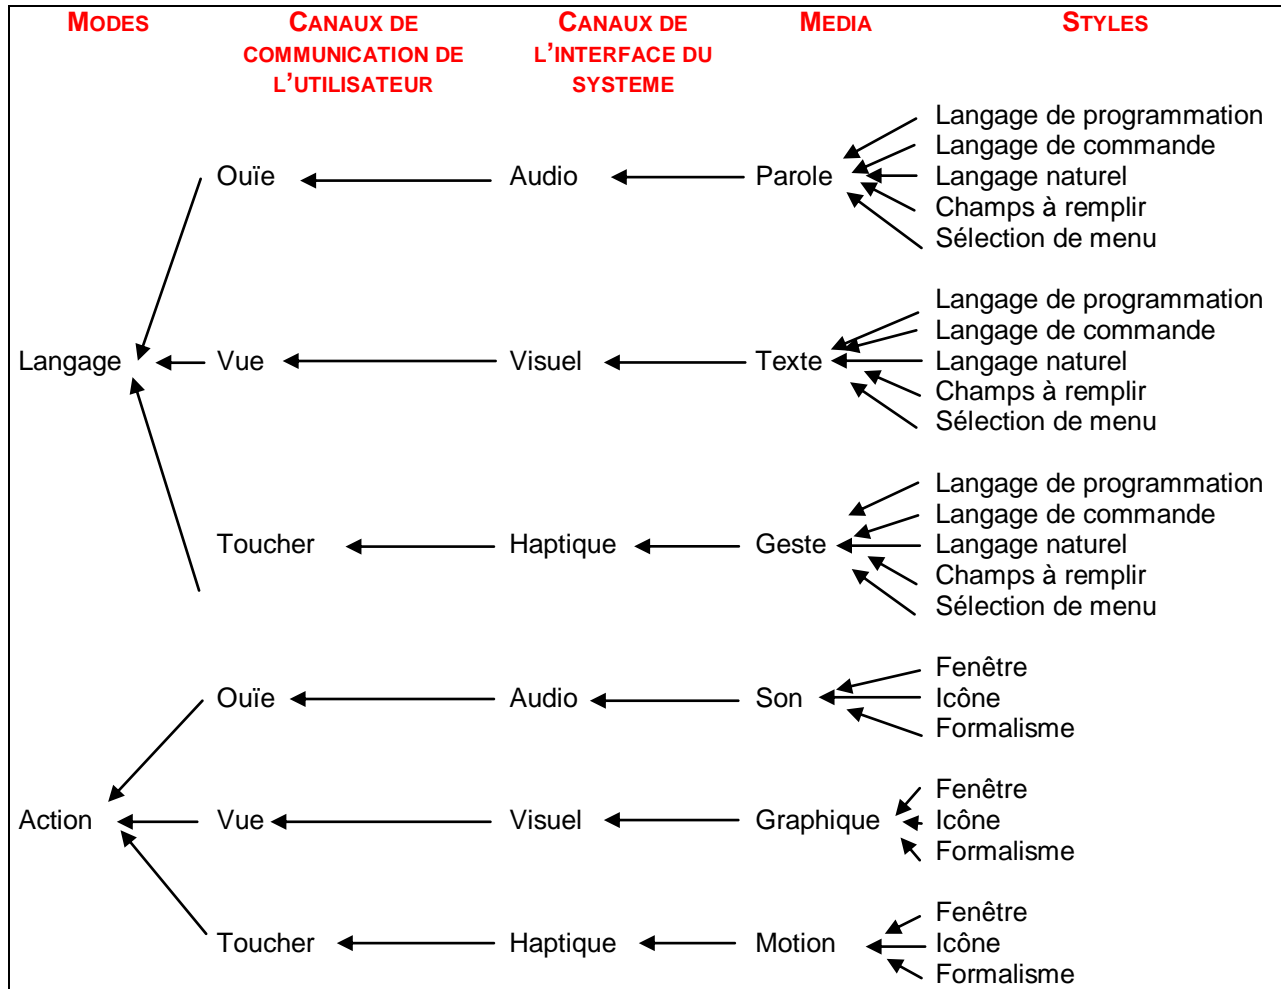 MODES CANAUX DE CANAUX DE MEDIA STYLES
COMMUNICATION DE L'INTERFACE DU
L'UTILISATEUR SYSTEME
Langage de programmation
Langage de commande
Ouïe Audio Parole Langage naturel
Champs à remplir
Sélection de menu
Langage de programmation
Langage de commande
Langage Vue Visuel Texte Langage naturel
Champs à remplir
Sélection de menu
Langage de programmation
Langage de commande
Toucher Haptique Geste Langage naturel
Champs à remplir
Sélection de menu
Fenêtre
Ouïe Audio Son Icône
Formalisme
Fenêtre
Action Vue Visuel Graphique Icône
Formalisme
Fenêtre
Toucher Haptique Motion Icône
Formalisme